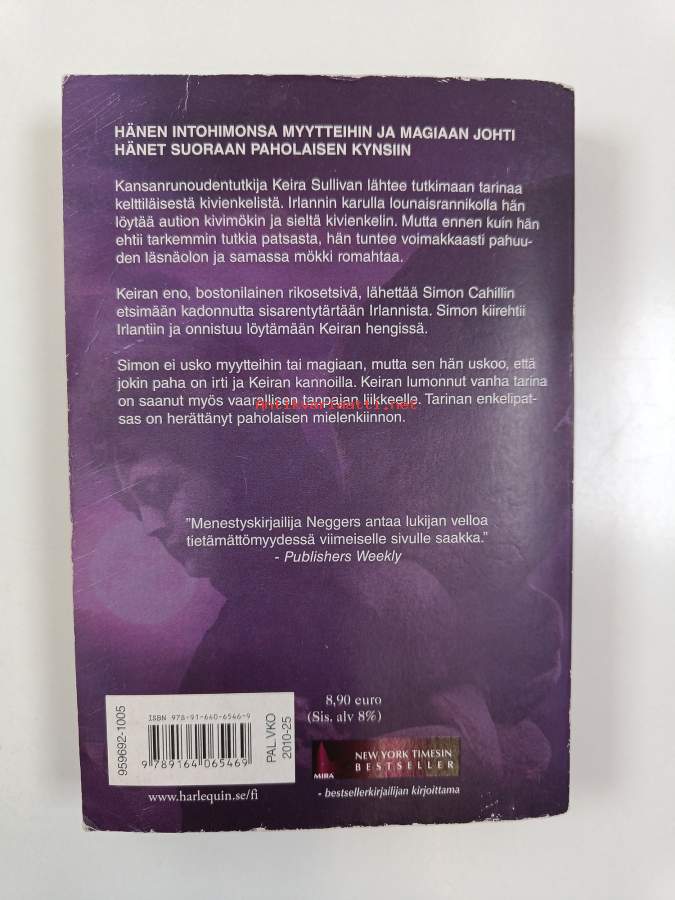 HÄNEN INTOHIMONSA MYYTTEIHIN JA MAGIAAN JOHTI
HÄNET SUORAAN PAHOLAISEN KYNSIIN
Kansanrunoudentutkija Keira Sullivan lähtee tutkimaan tarinaa
kelttiläisestä kivienkelistä. Irlannin karulla lounaisrannikolla hän
löytää aution kivimökin ja sieltä kivienkelin. Mutta ennen kuin hän
ehtii tarkemmin tutkia patsasta, hän tuntee voimakkaasti pahuu-
den läsnäolon ja samassa mökki romahtaa.
Keiran eno, bostonilainen rikosetsivä, lähettää Simon Cahillin
etsimään kadonnutta sisarentytärtään Irlannista. Simon kiirehtii
Irlantiin ja onnistuu löytämään Keiran hengissä.
Simon ei usko myytteihin tai magiaan, mutta sen hän uskoo, että
jokin paha on irti ja Keiran kannoilla. Keiran lumonnut vanha tarina
on saanut myös vaarallisen tappajan liikkeelle. Tarinan enkelipat-
sas on herättänyt paholaisen mielenkiinnon.
Antikvariaatti.net
"Menestyskirjailija Neggers antaa lukijan velloa
tietämättömyydessä viimeiselle sivulle saakka."
- Publishers Weekly
959692-1005
ISBN 978-91-640-6546-9
9 789164 065469
PAL.VKO
2010-25
8,90 euro
(Sis. alv 8%)
MIRA
NEW YORK TIMESIN
BESTSELLER
www.harlequin.se/fi
- bestsellerkirjailijan kirjoittama